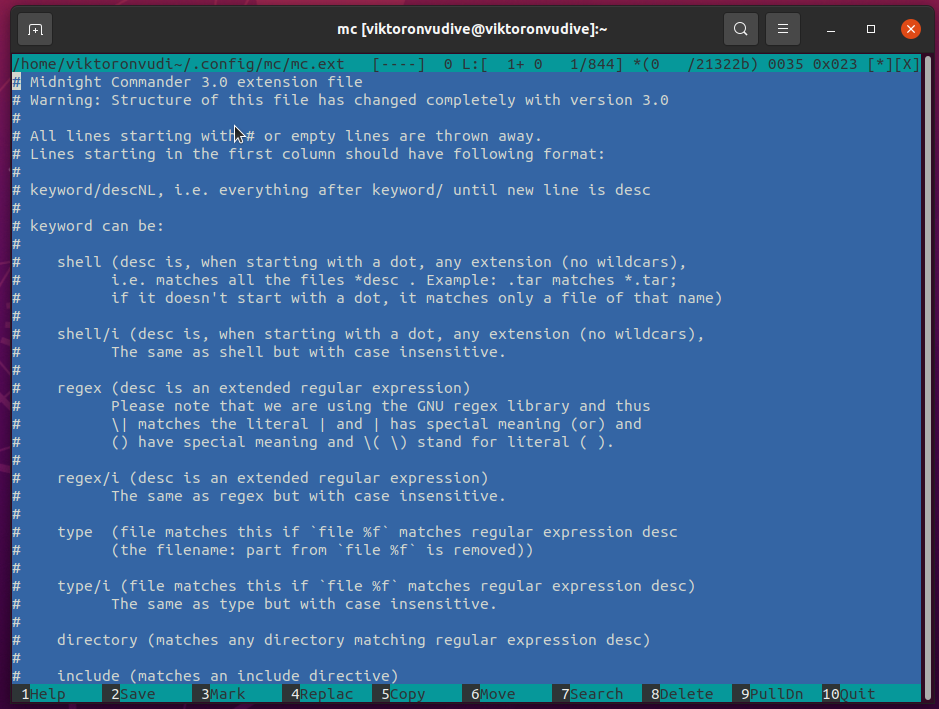 mc [viktoronvudive@viktoronvudive]:~
/home/viktoronvudi~/.config/mc/mc.ext   [----]  0 L:[  1+ 0   1/844] *(0   /21322b) 0035 0x023 [*][X]
# Midnight Commander 3.0 extension file
# Warning: Structure of this file has changed completely with version 3.0
#
# All lines starting with # or empty lines are thrown away.
# Lines starting in the first column should have following format:
#
# keyword/descNL, i.e. everything after keyword/ until new line is desc
#
# keyword can be:
#
#    shell (desc is, when starting with a dot, any extension (no wildcars),
#          i.e. matches all the files *desc . Example: .tar matches *.tar;
#          if it doesn't start with a dot, it matches only a file of that name)
#
#    shell/i (desc is, when starting with a dot, any extension (no wildcars),
#          The same as shell but with case insensitive.
#
#    regex (desc is an extended regular expression)
#          Please note that we are using the GNU regex library and thus
#          \| matches the literal | and | has special meaning (or) and
#          () have special meaning and \( \) stand for literal ( ).
#
#    regex/i (desc is an extended regular expression)
#          The same as regex but with case insensitive.
#
#    type  (file matches this if `file %f` matches regular expression desc
#          (the filename: part from `file %f` is removed))
#
#    type/i (file matches this if `file %f` matches regular expression desc)
#          The same as type but with case insensitive.
#
#    directory (matches any directory matching regular expression desc)
#
#    include (matches an include directive)
1Help 2Save 3Mark 4Replac 5Copy 6Move 7Search 8Delete 9PullDn 10Quit